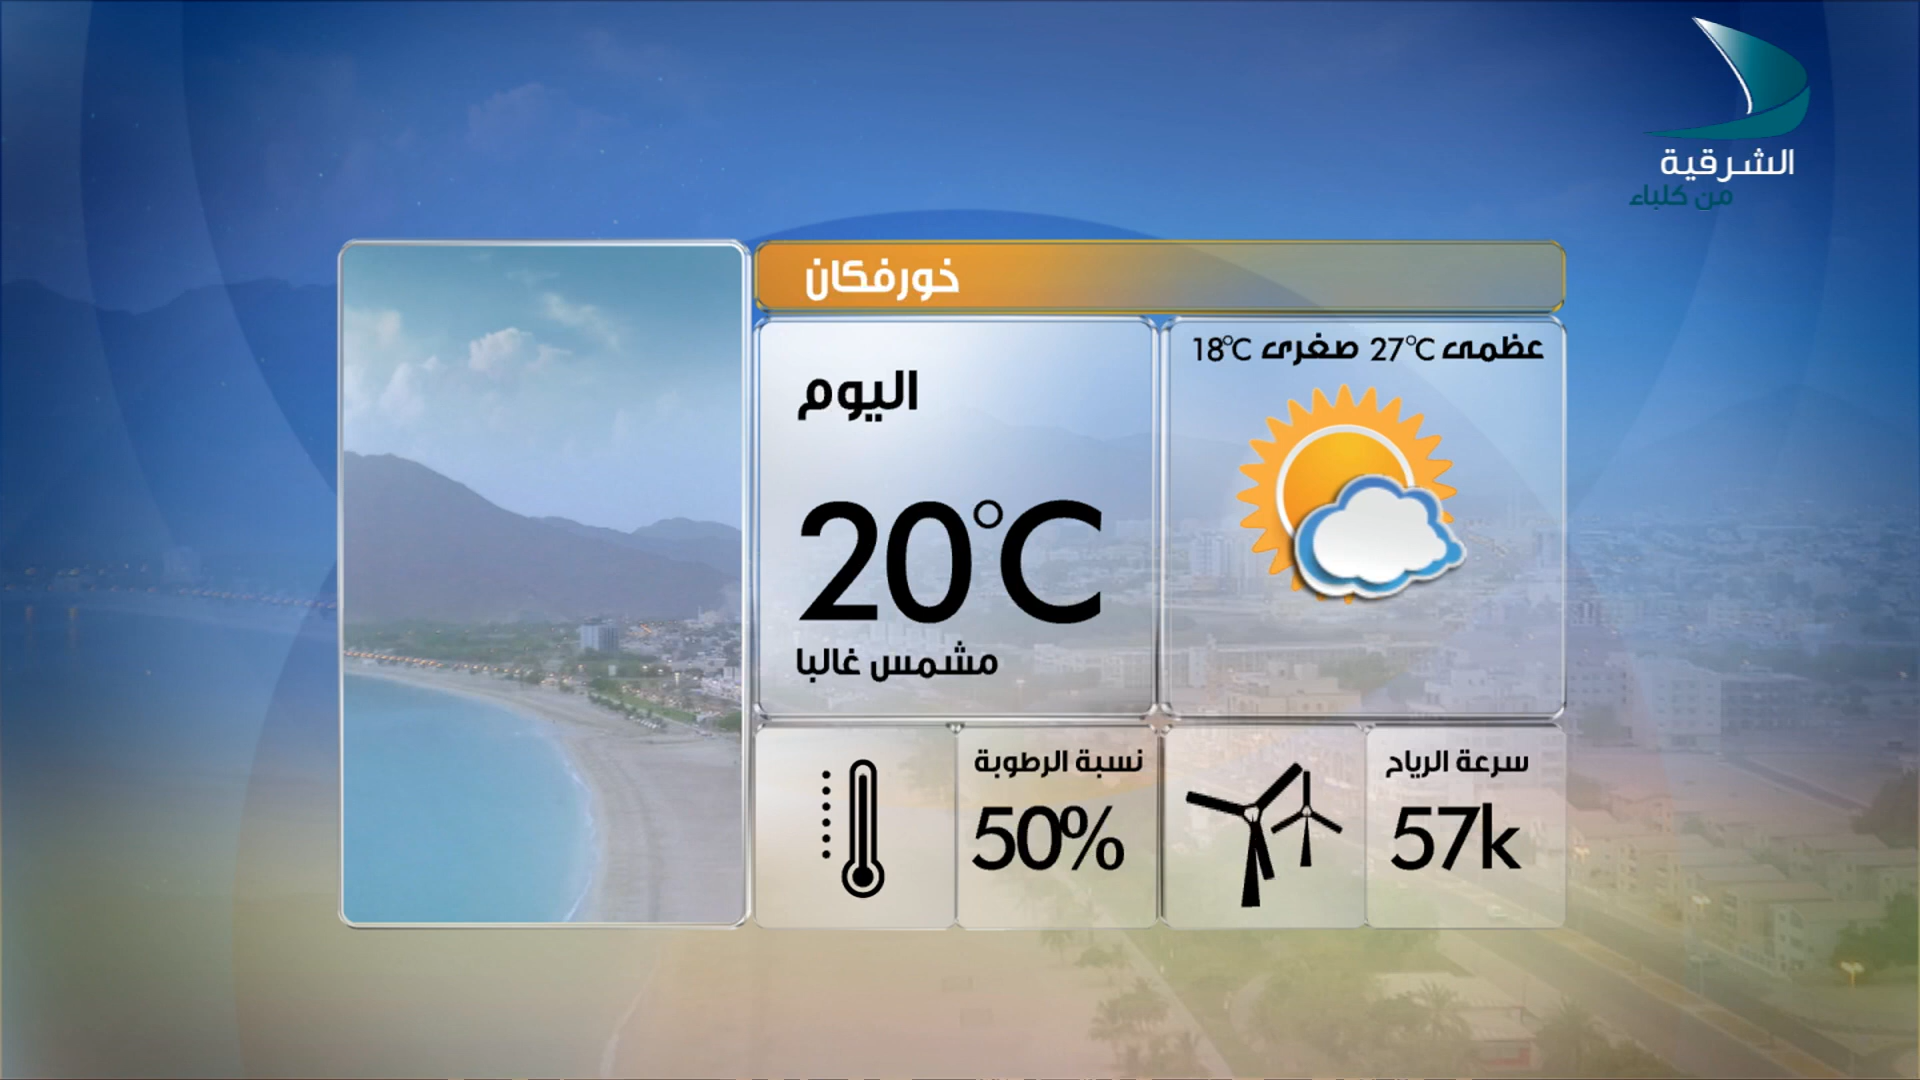 الشرقية
من كلباء
خورفكان
عظمى 27°C صغرى 18°C
اليوم
20°C
مشمس غالبا
سرعة الرياح
57k
نسبة الرطوبة
50%